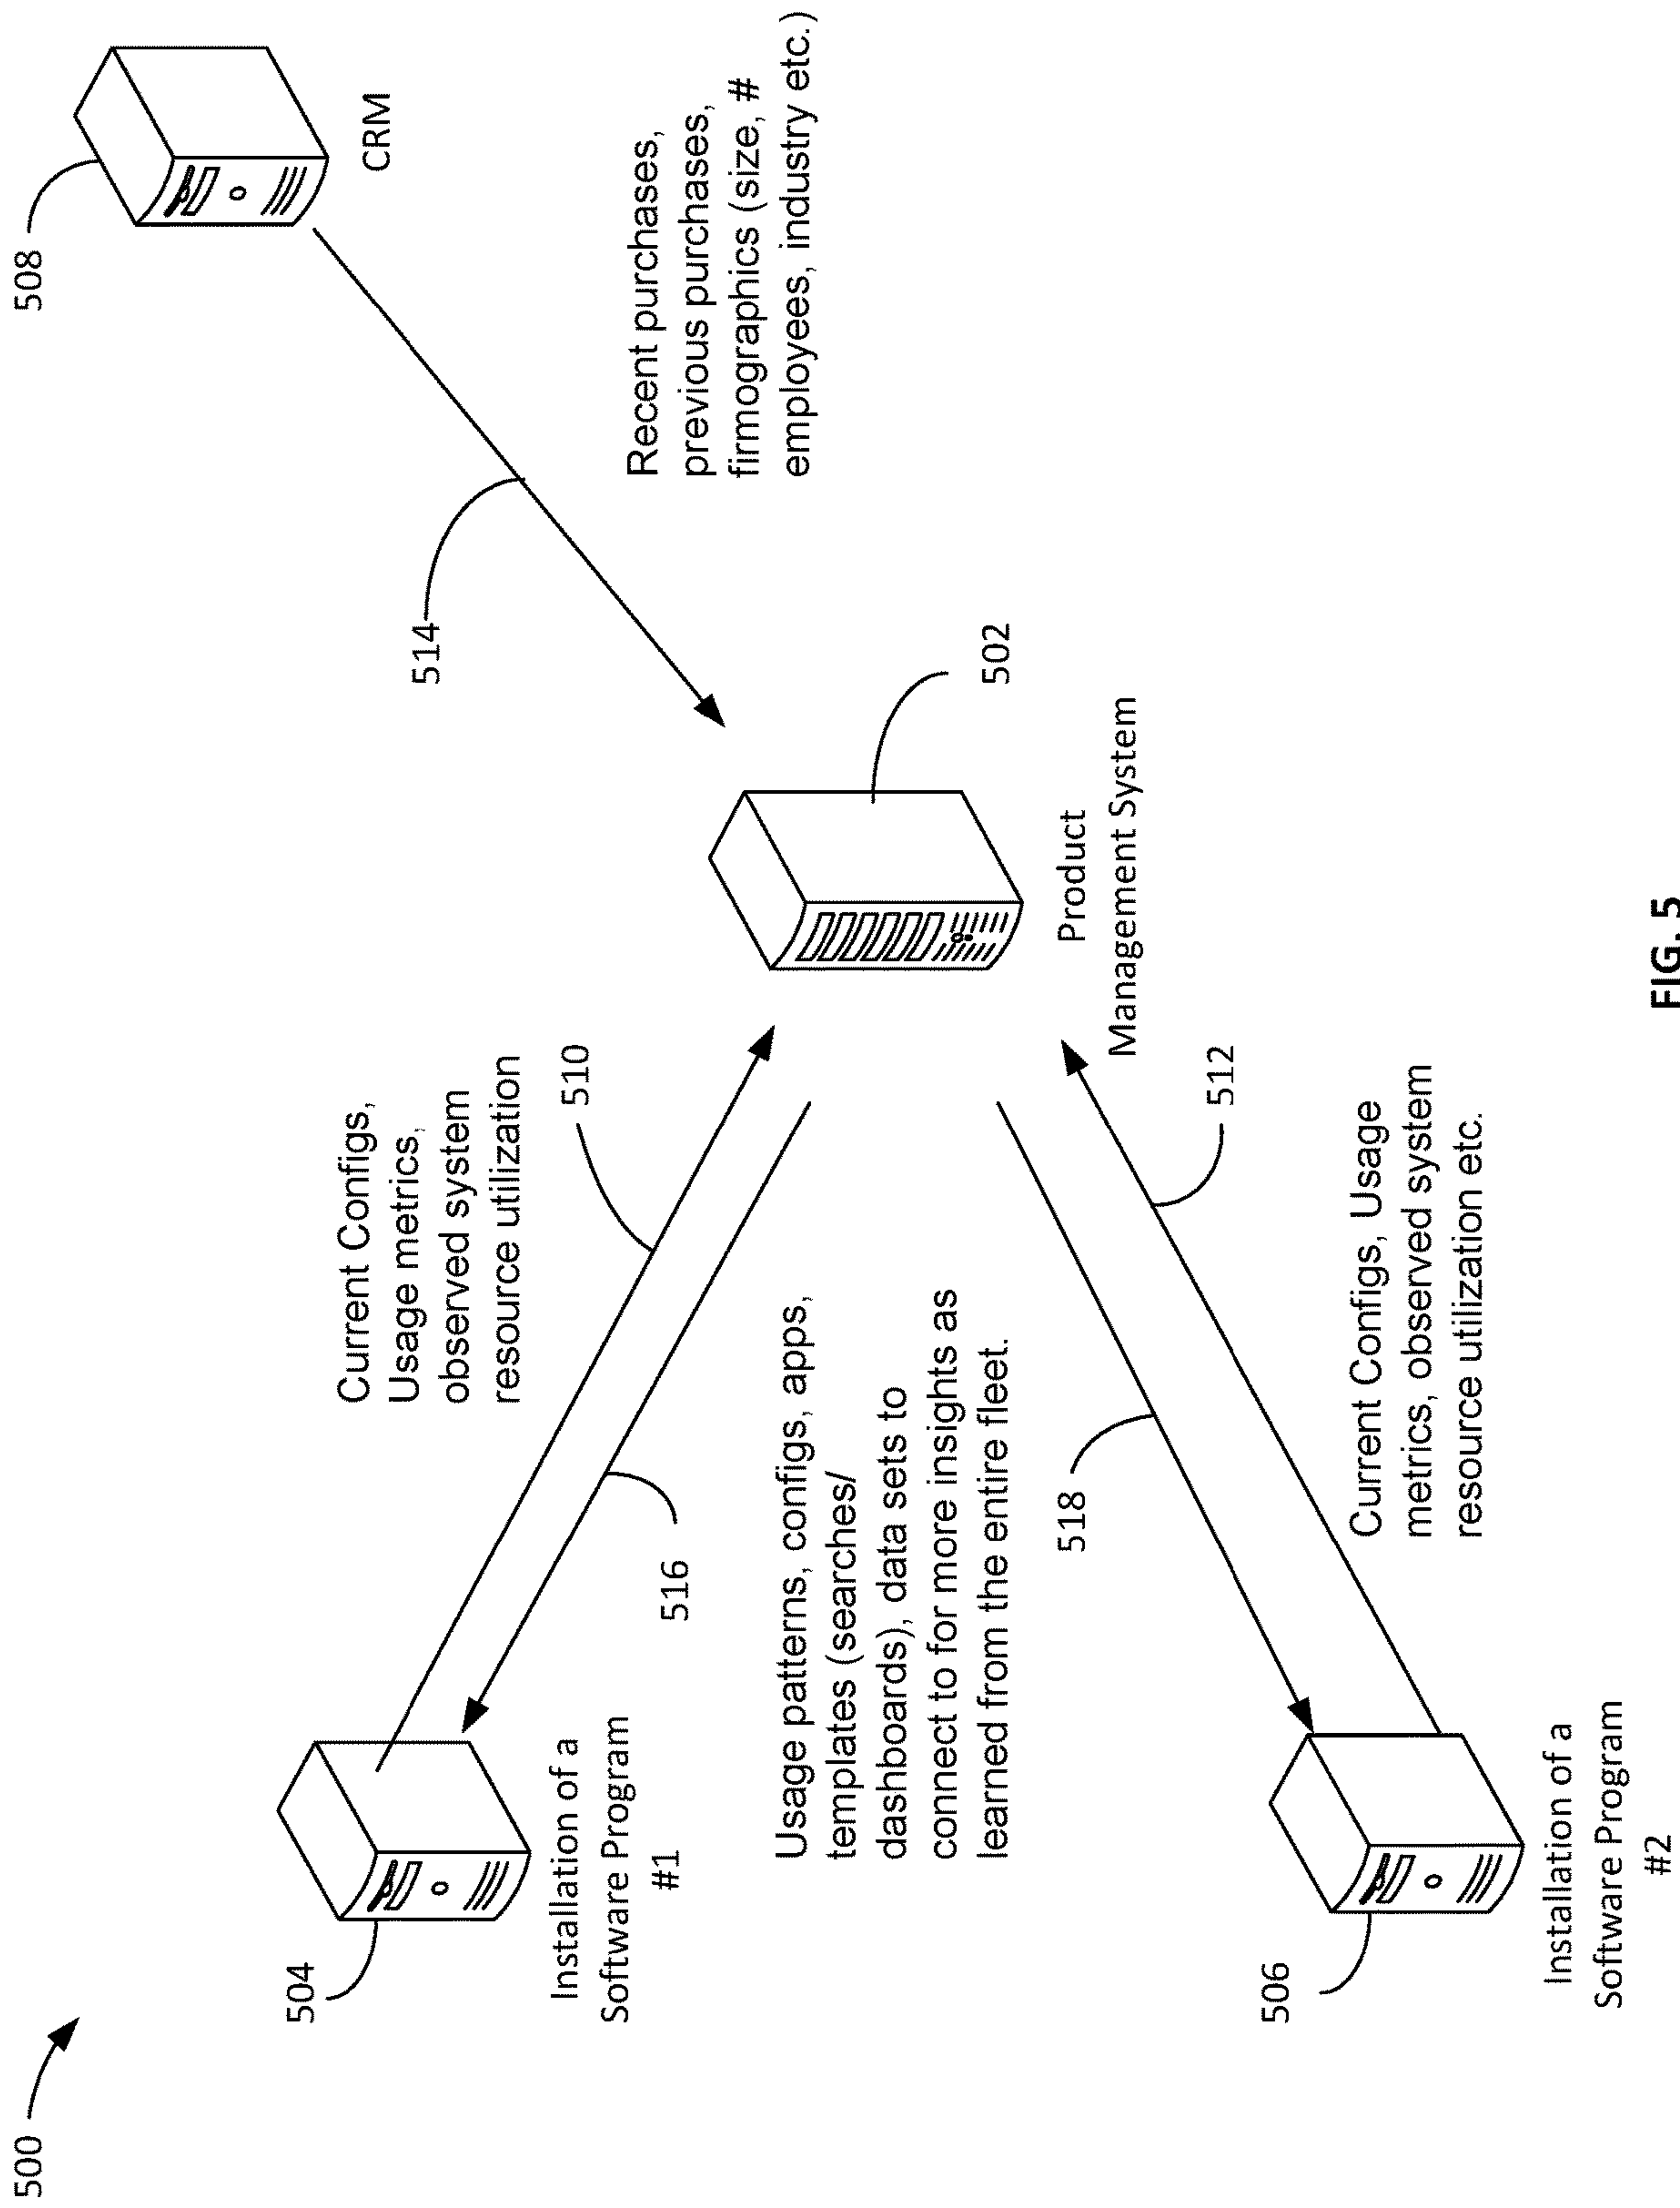 500
504
Installation of a
Software Program
#1
Current Configs,
Usage metrics,
observed system
resource utilization
510
516
508
CRM
514
Recent purchases,
previous purchases,
firmographics (size, #
employees, industry etc.)
502
Product
Management System
Usage patterns, configs, apps,
templates (searches/
dashboards), data sets to
connect to for more insights as
learned from the entire fleet.
518
512
506
Installation of a
Software Program
#2
Current Configs, Usage
metrics, observed system
resource utilization etc.
FIG. 5